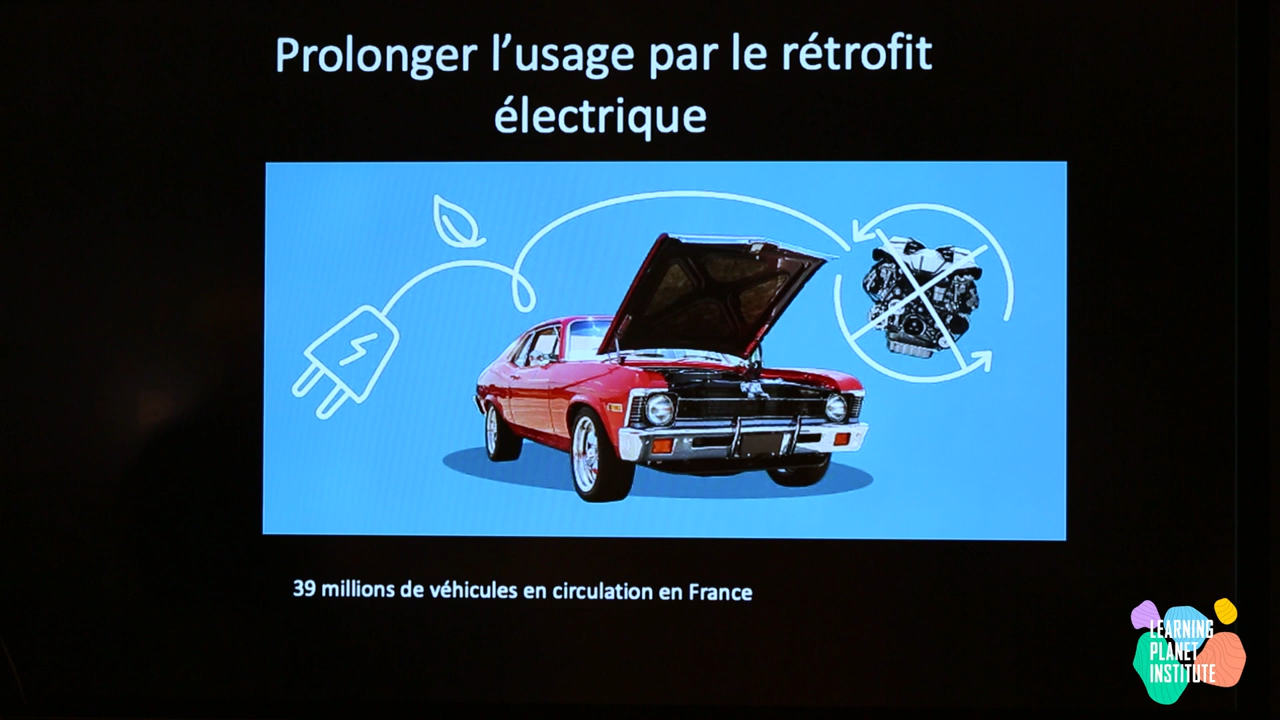 Prolonger l’usage par le rétrofit
électrique
39 millions de véhicules en circulation en France
LEARNING
PLANET
INSTITUTE